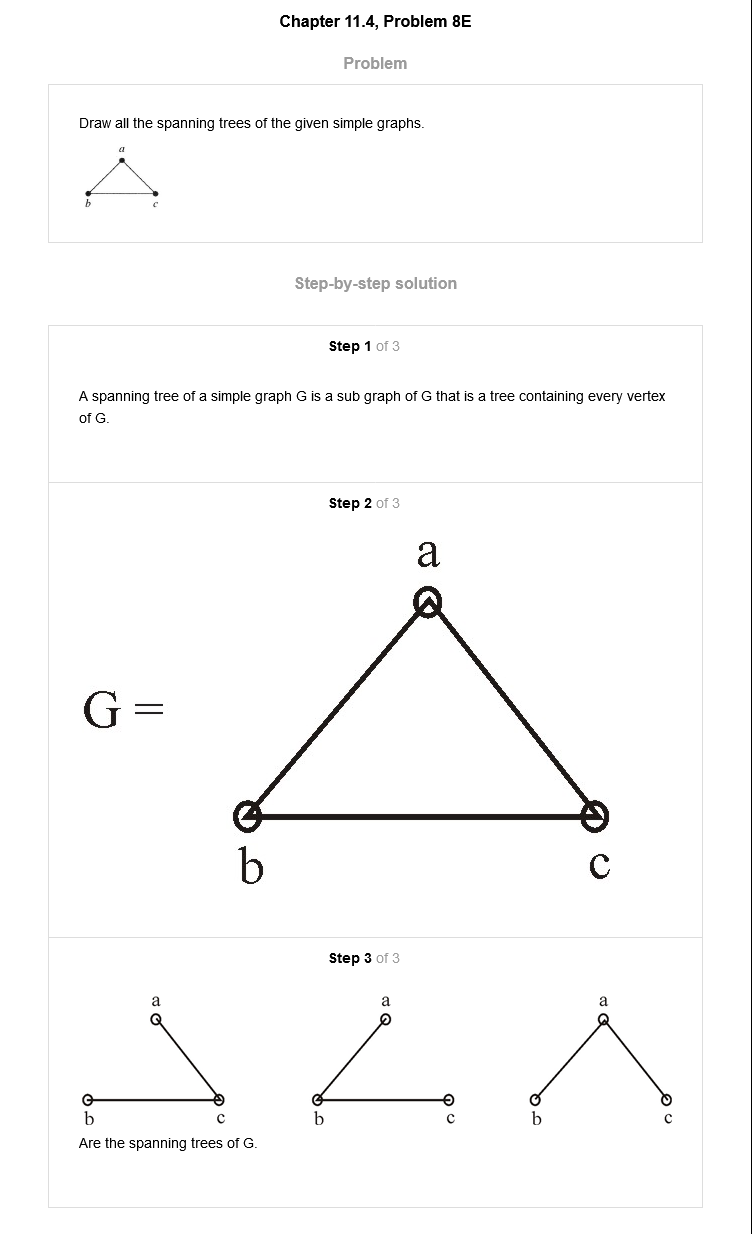 Chapter 11.4, Problem 8E
Problem
Draw all the spanning trees of the given simple graphs.
a
b c
Step-by-step solution
Step 1 of 3
A spanning tree of a simple graph G is a sub graph of G that is a tree containing every vertex
of G.
Step 2 of 3
a
G =
b c
Step 3 of 3
a a a
b c b c b c
Are the spanning trees of G.